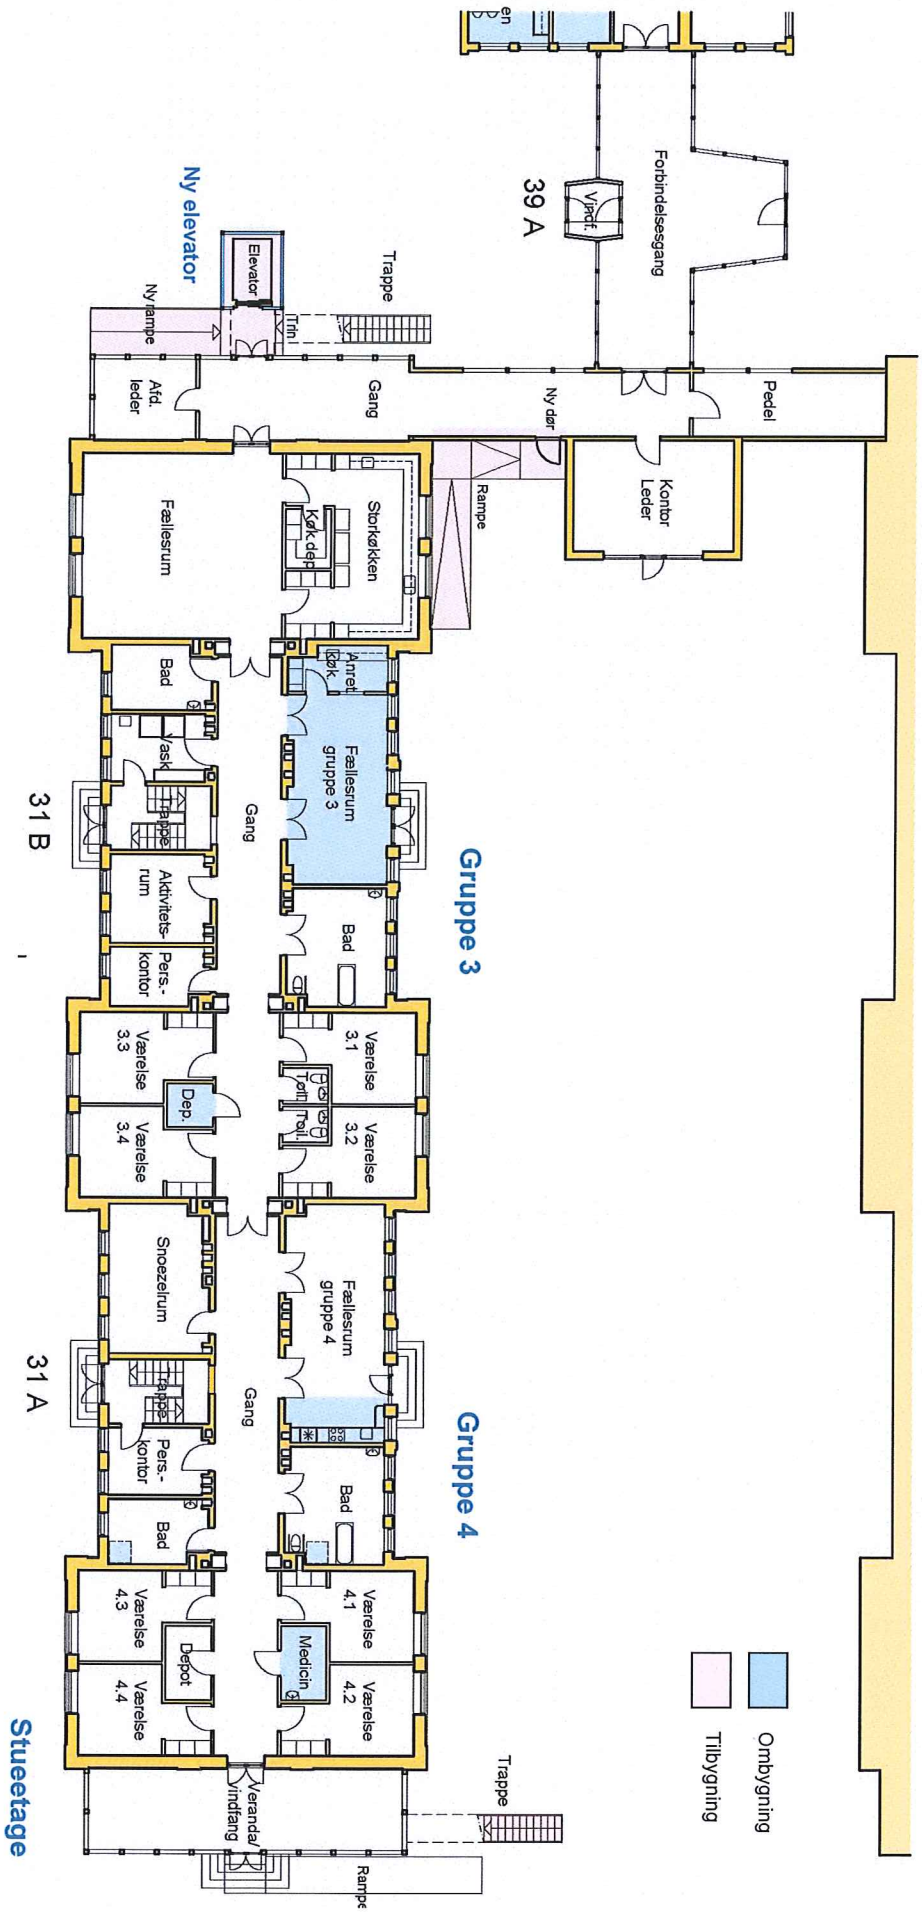 en
39 A
Vindf.
Forbindelsesgang
Ny elevator
Elevator
Trappe
Ny rampe
Trin
Afd.
leder
Gang
Ny dør
Pedel
Kontor
Leder
Rampe
Fællesrum
Køk.dep
Storkøkken
Gruppe 3
Anret.
køk.
Fællesrum
gruppe 3
Bad
Værelse
3.1
Værelse
3.2
Toil.
Toil.
Gang
Bad
Vask
Trappe
Aktivitets-
rum
Pers.-
kontor
Værelse
3.3
Dep.
Værelse
3.4
31 B
Gruppe 4
Fællesrum
gruppe 4
Bad
Værelse
4.1
Medicin
Værelse
4.2
Gang
Snoezelrum
Trappe
Pers.-
kontor
Bad
Værelse
4.3
Depot
Værelse
4.4
31 A
Veranda/
vindfang
Trappe
Rampe
Ombygning
Tilbygning
Stueetage